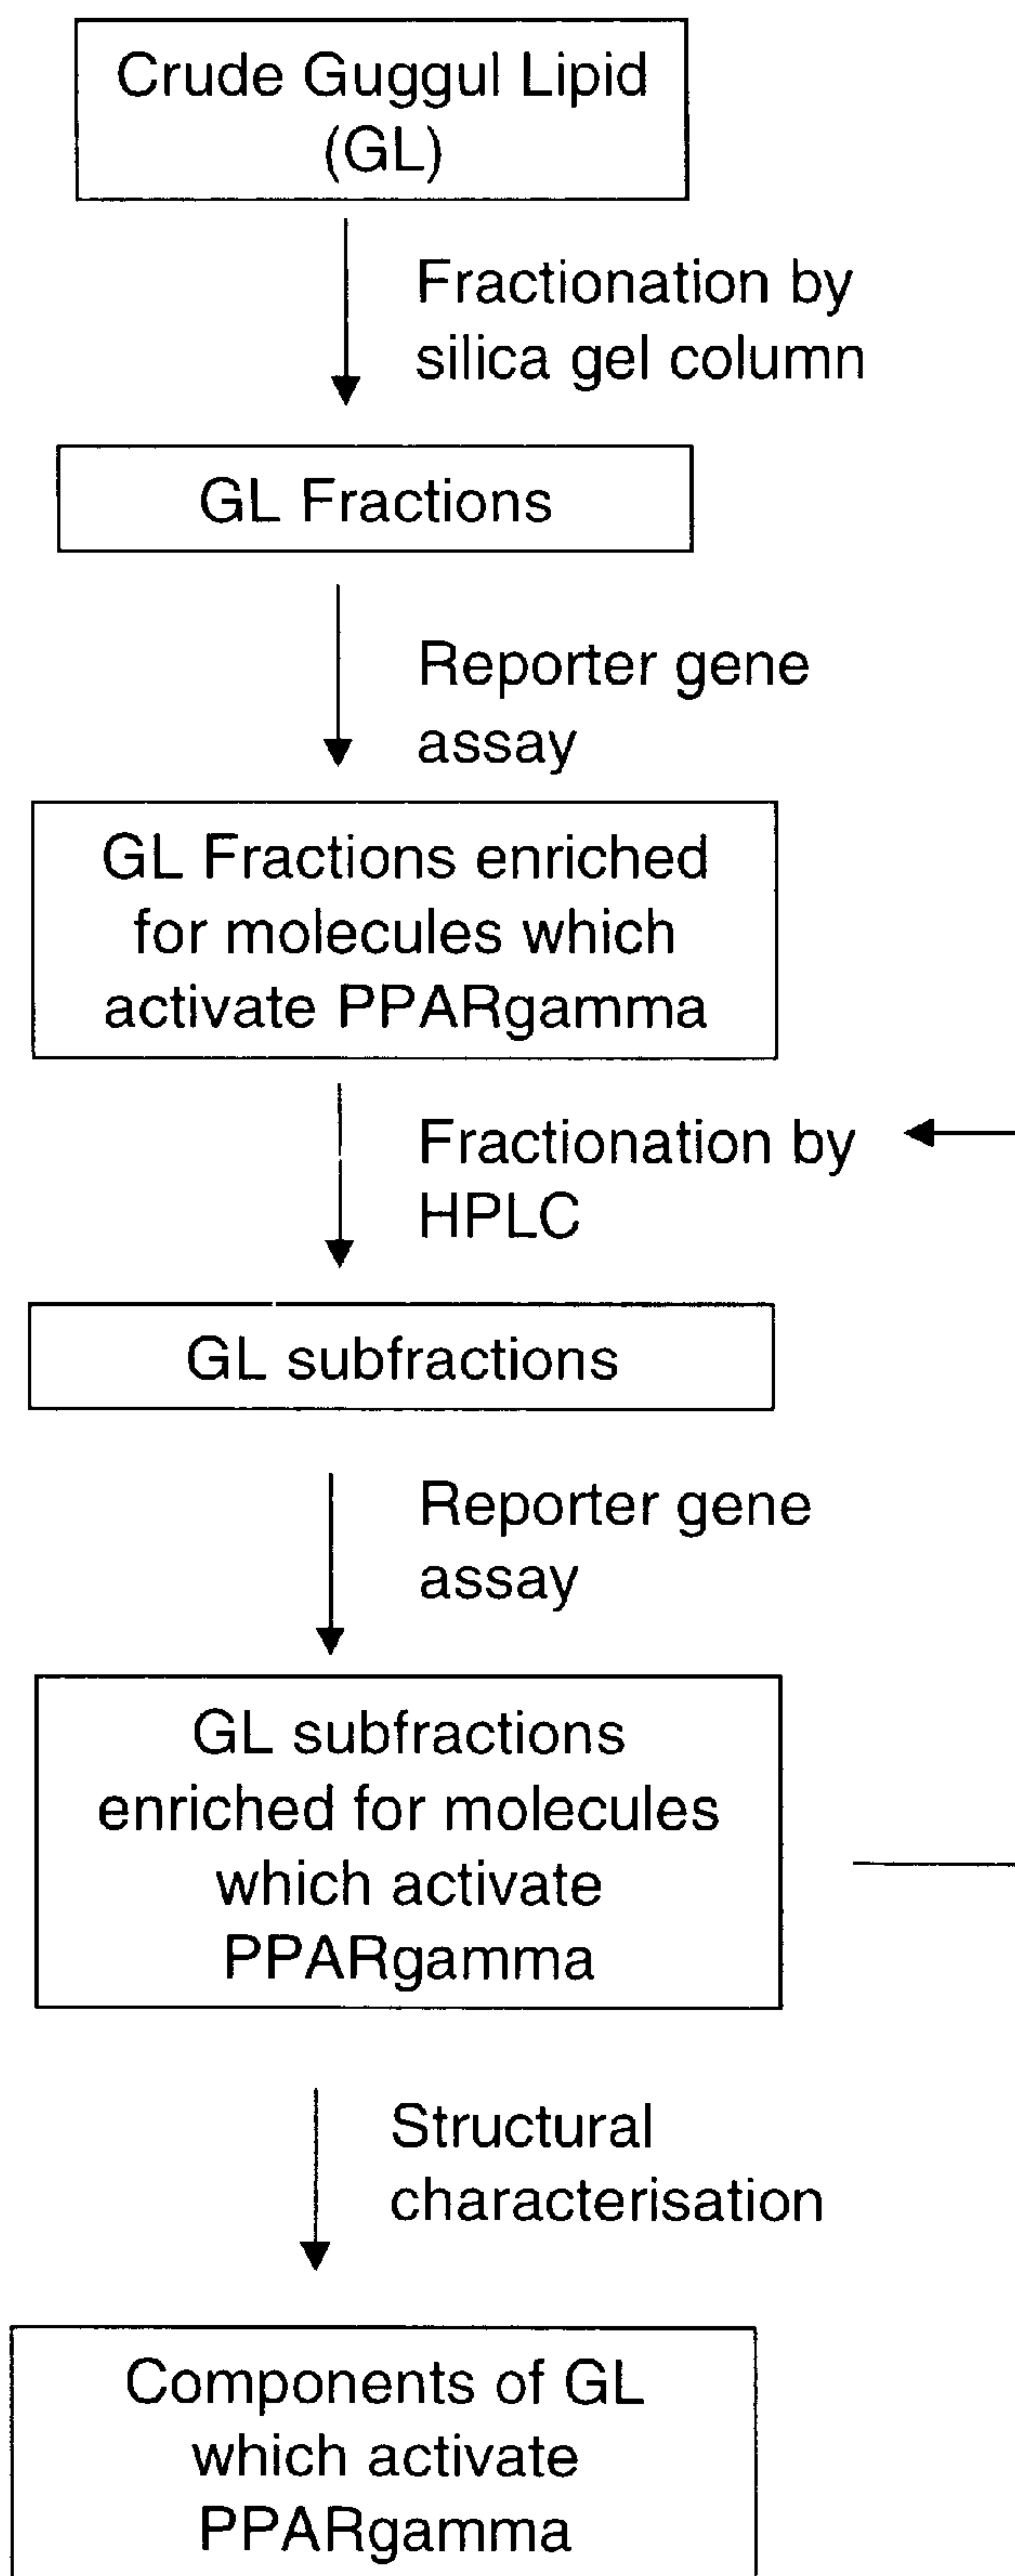 Crude Guggul Lipid
(GL)
Fractionation by
silica gel column
GL Fractions
Reporter gene
assay
GL Fractions enriched
for molecules which
activate PPARgamma
Fractionation by
HPLC
GL subfractions
Reporter gene
assay
GL subfractions
enriched for molecules
which activate
PPARgamma
Structural
characterisation
Components of GL
which activate
PPARgamma